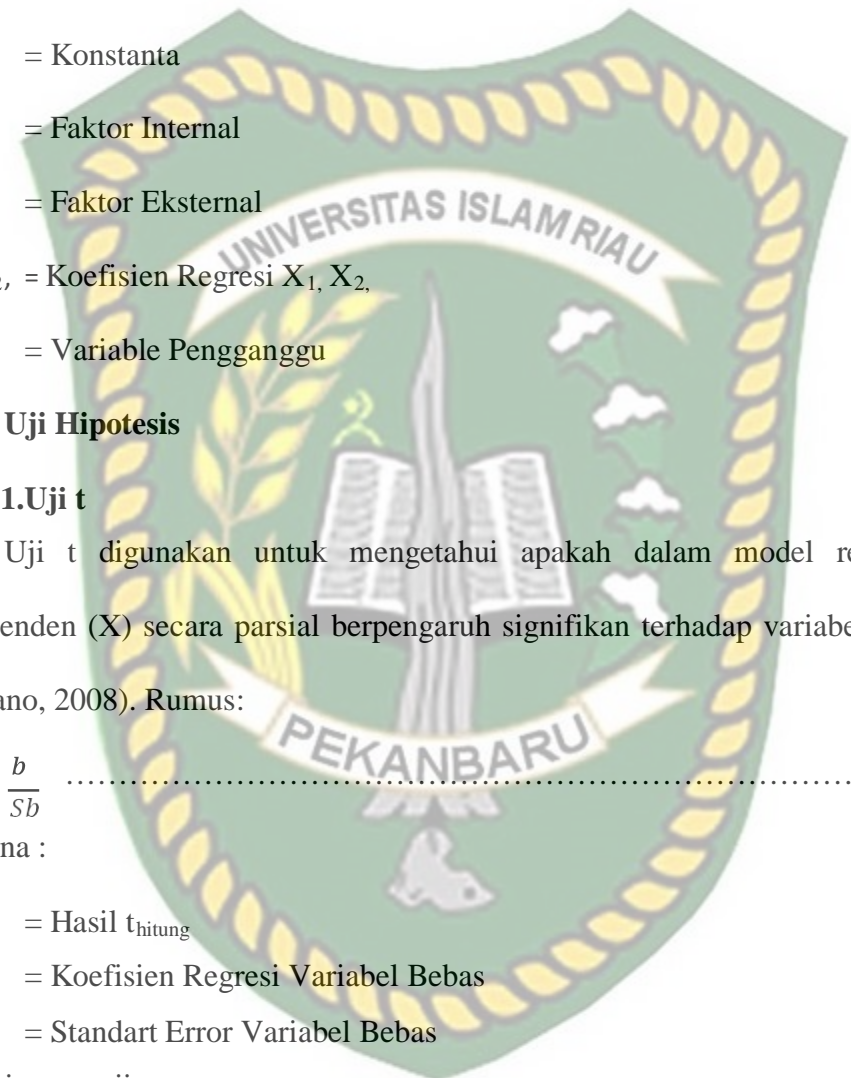 = Konstanta
= Faktor Internal
= Faktor Eksternal
UNIVERSITAS ISLAM RIAU
2, = Koefisien Regresi X1, X2,
= Variable Pengganggu
Uji Hipotesis
1.Uji t
Uji t digunakan untuk mengetahui apakah dalam model re
enden (X) secara parsial berpengaruh signifikan terhadap variabe
ano, 2008). Rumus:
PEKANBARU
b
Sb ……………………………………………………………
na :
= Hasil thitung
= Koefisien Regresi Variabel Bebas
= Standart Error Variabel Bebas